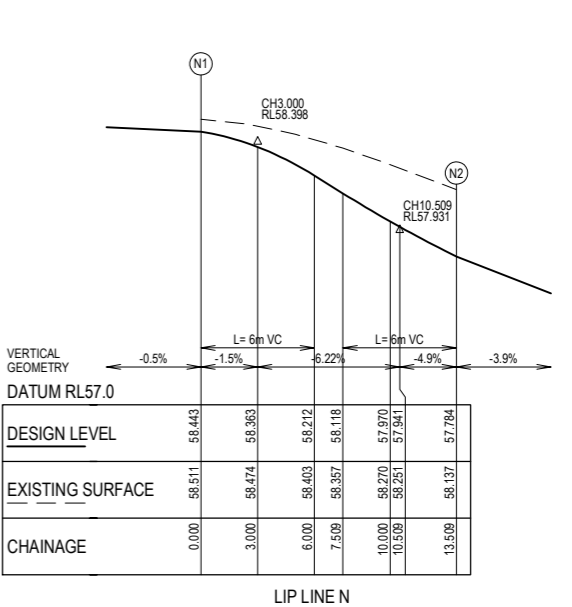 N1
CH3.000
RL58.398
N2
CH10.509
RL57.931
L= 6m VC
L= 6m VC
VERTICAL
GEOMETRY
-0.5%
-1.5%
-6.22%
-4.9%
-3.9%
DATUM RL57.0
DESIGN LEVEL
58.443
58.363
58.212
58.118
57.970
57.941
57.784
EXISTING SURFACE
58.511
58.474
58.403
58.357
58.270
58.251
58.137
CHAINAGE
0.000
3.000
6.000
7.509
10.000
10.509
13.509
LIP LINE N